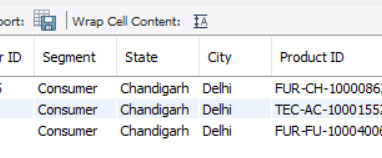 port: Wrap Cell Content:
r ID Segment State City Product ID
Consumer Chandigarh Delhi FUR-CH-1000086
Consumer Chandigarh Delhi TEC-AC-1000155
Consumer Chandigarh Delhi FUR-FU-1000400